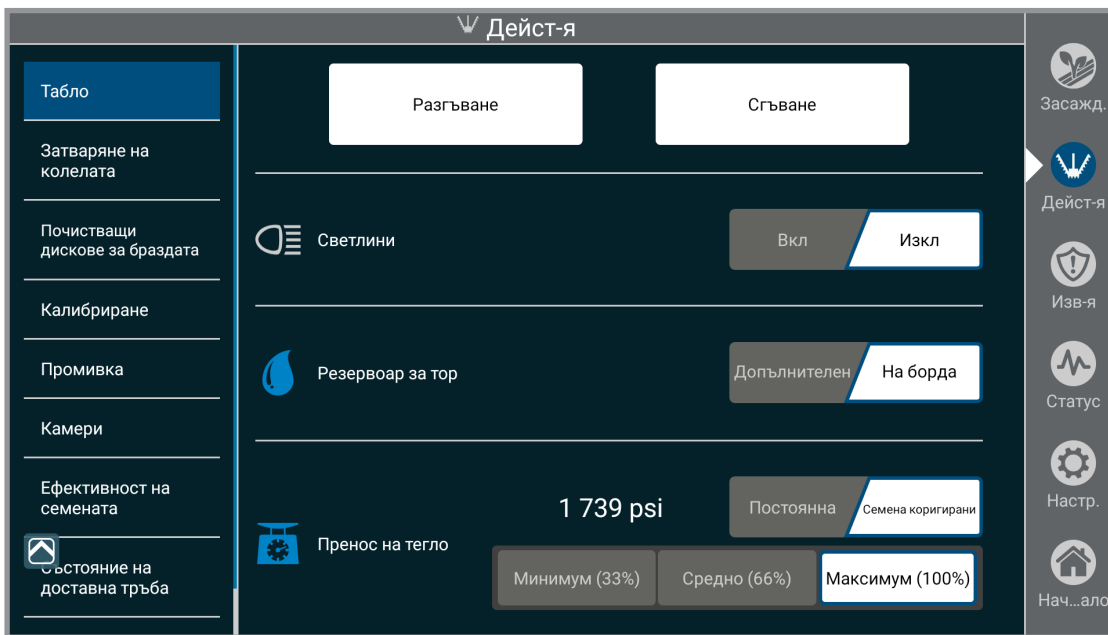 Дейст-я
Табло
Затваряне на
колелата
Почистващи
дискове за браздата
Калибриране
Промивка
Камери
Ефективност на
семената
Състояние на
доставна тръба
Разгъване
Сгъване
Светлини
Вкл
Изкл
Резервоар за тор
Допълнителен
На борда
Пренос на тегло
1 739 psi
Постоянна
Семена коригирани
Минимум (33%)
Средно (66%)
Максимум (100%)
Засажд.
Дейст-я
Изв-я
Статус
Настр.
Нач...ало